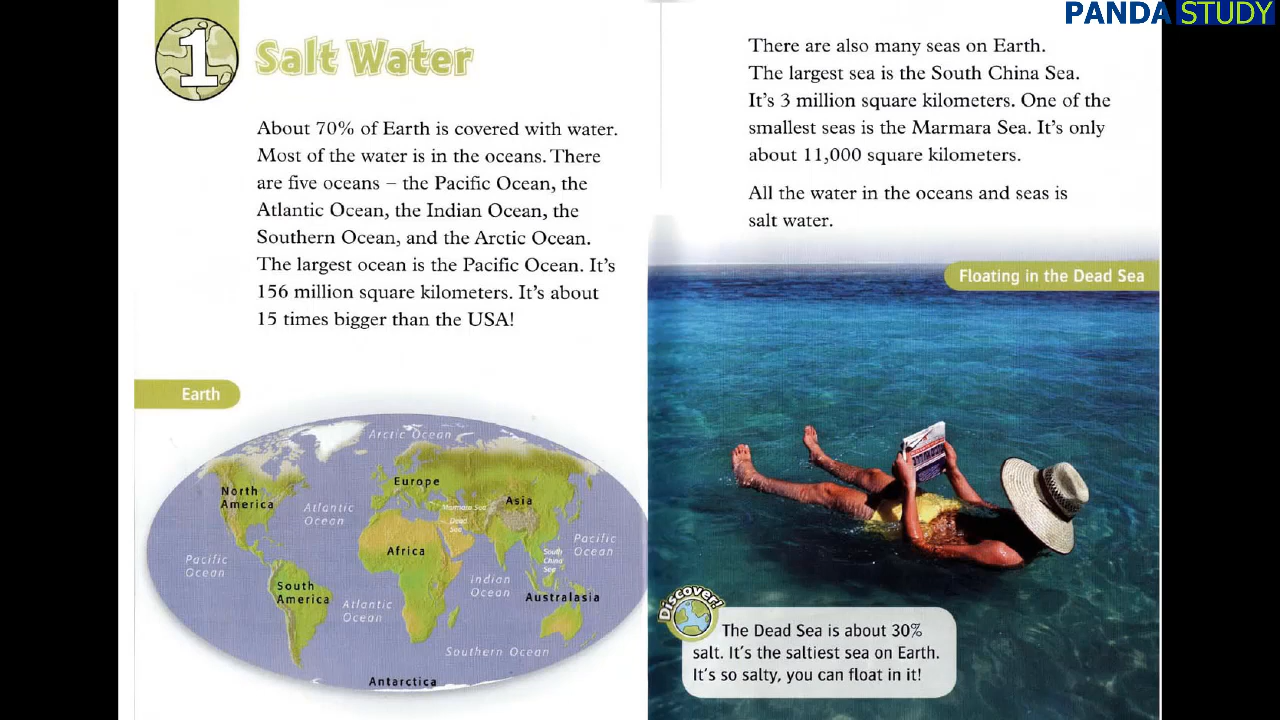 PANDA STUDY
1
Salt Water
About 70% of Earth is covered with water.
Most of the water is in the oceans. There
are five oceans – the Pacific Ocean, the
Atlantic Ocean, the Indian Ocean, the
Southern Ocean, and the Arctic Ocean.
The largest ocean is the Pacific Ocean. It's
156 million square kilometers. It's about
15 times bigger than the USA!
Earth
Arctic Ocean
North
America
Atlantic
Ocean
Europe
Asia
Marmara Sea
Dead
Sea
Pacific
Ocean
Africa
South
China
Sea
Pacific
Ocean
Indian
Ocean
South
America
Atlantic
Ocean
Australasia
Southern Ocean
Antarctica
There are also many seas on Earth.
The largest sea is the South China Sea.
It's 3 million square kilometers. One of the
smallest seas is the Marmara Sea. It's only
about 11,000 square kilometers.
All the water in the oceans and seas is
salt water.
Floating in the Dead Sea
Discover!
The Dead Sea is about 30%
salt. It's the saltiest sea on Earth.
It's so salty, you can float in it!